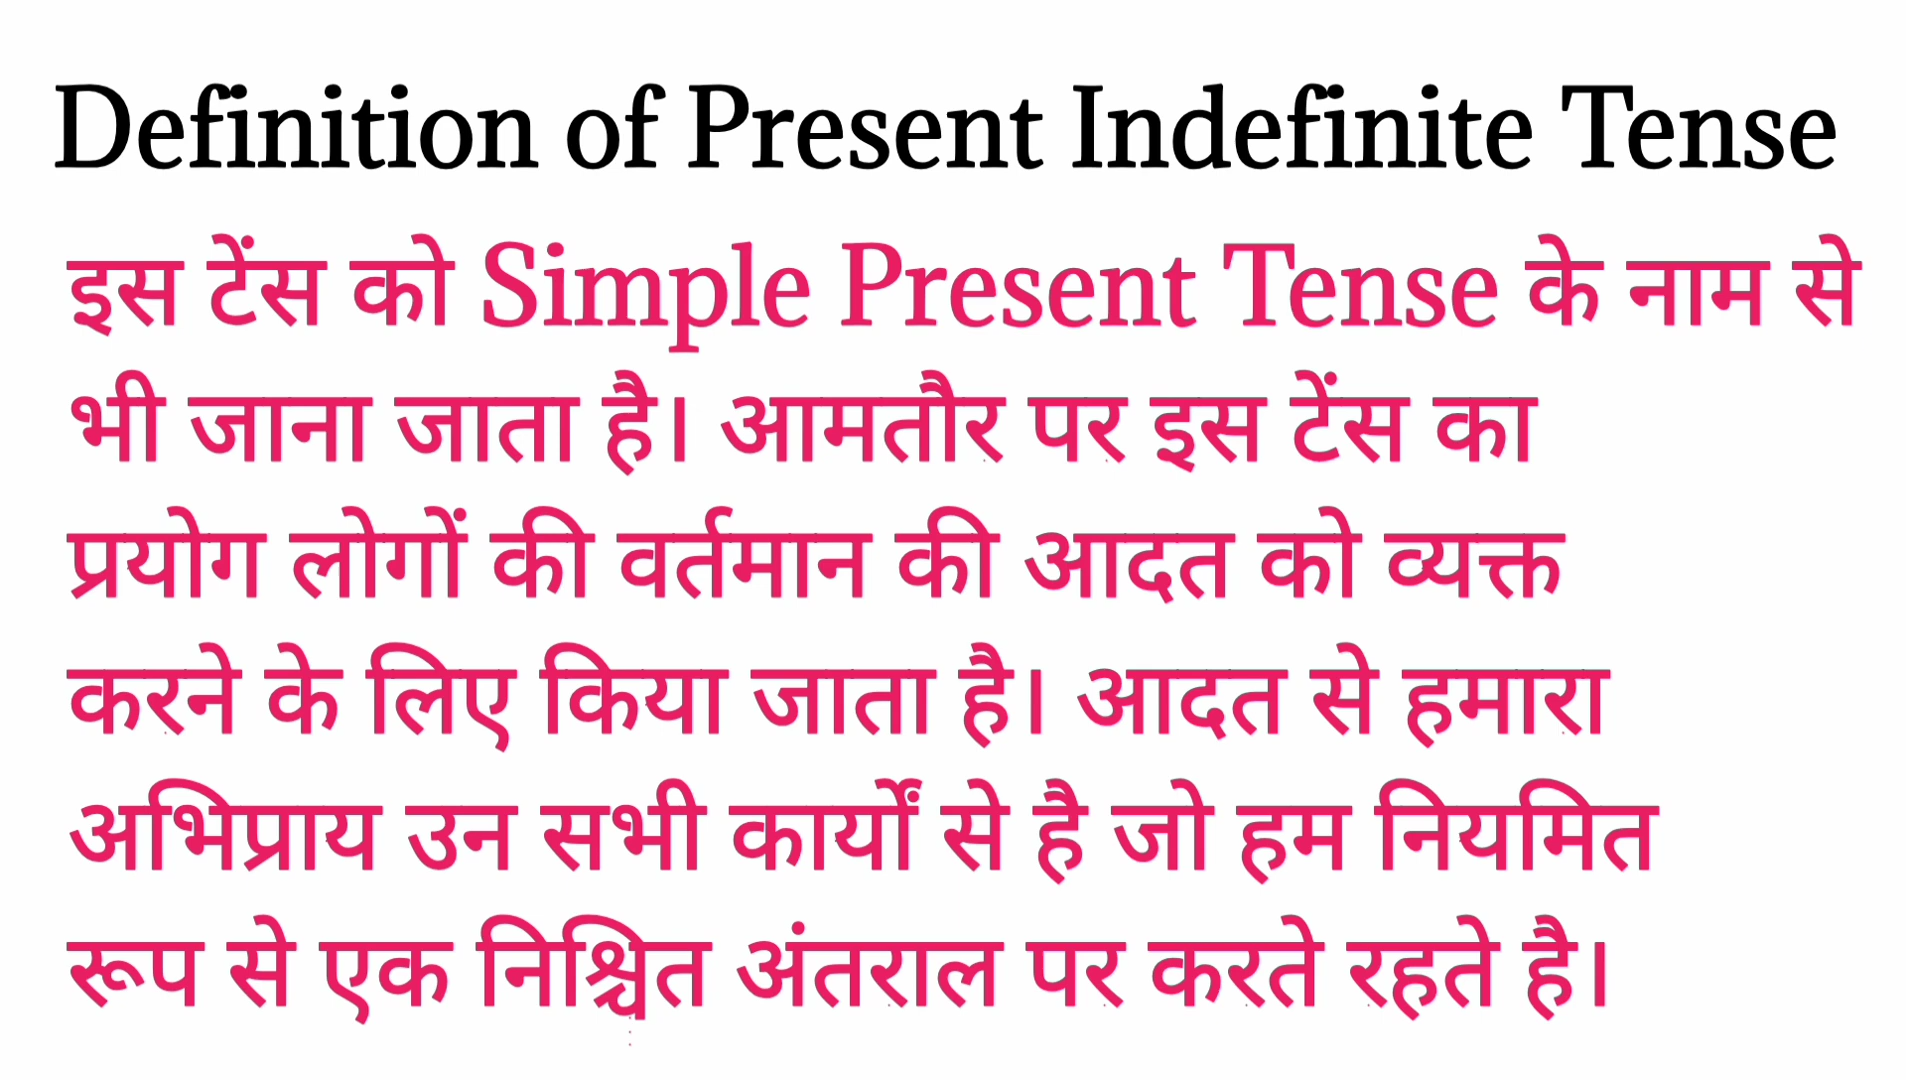 Definition of Present Indefinite Tense
इस टेंस को Simple Present Tense के नाम से
भी जाना जाता है। आमतौर पर इस टेंस का
प्रयोग लोगों की वर्तमान की आदत को व्यक्त
करने के लिए किया जाता है। आदत से हमारा
अभिप्राय उन सभी कार्यों से है जो हम नियमित
रूप से एक निश्चित अंतराल पर करते रहते है।